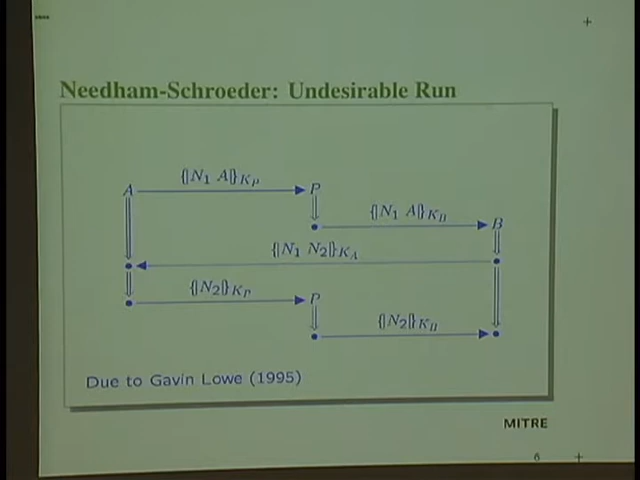 Needham-Schroeder: Undesirable Run
{|N₁ A|}K_P
A P
{|N₁ A|}K_B
B
{|N₁ N₂|}K_A
{|N₂|}K_P
P
{|N₂|}K_B
Due to Gavin Lowe (1995)
MITRE
6